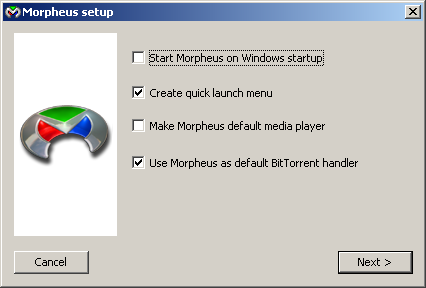 Morpheus setup
Start Morpheus on Windows startup
Create quick launch menu
Make Morpheus default media player
Use Morpheus as default BitTorrent handler
Cancel
Next >